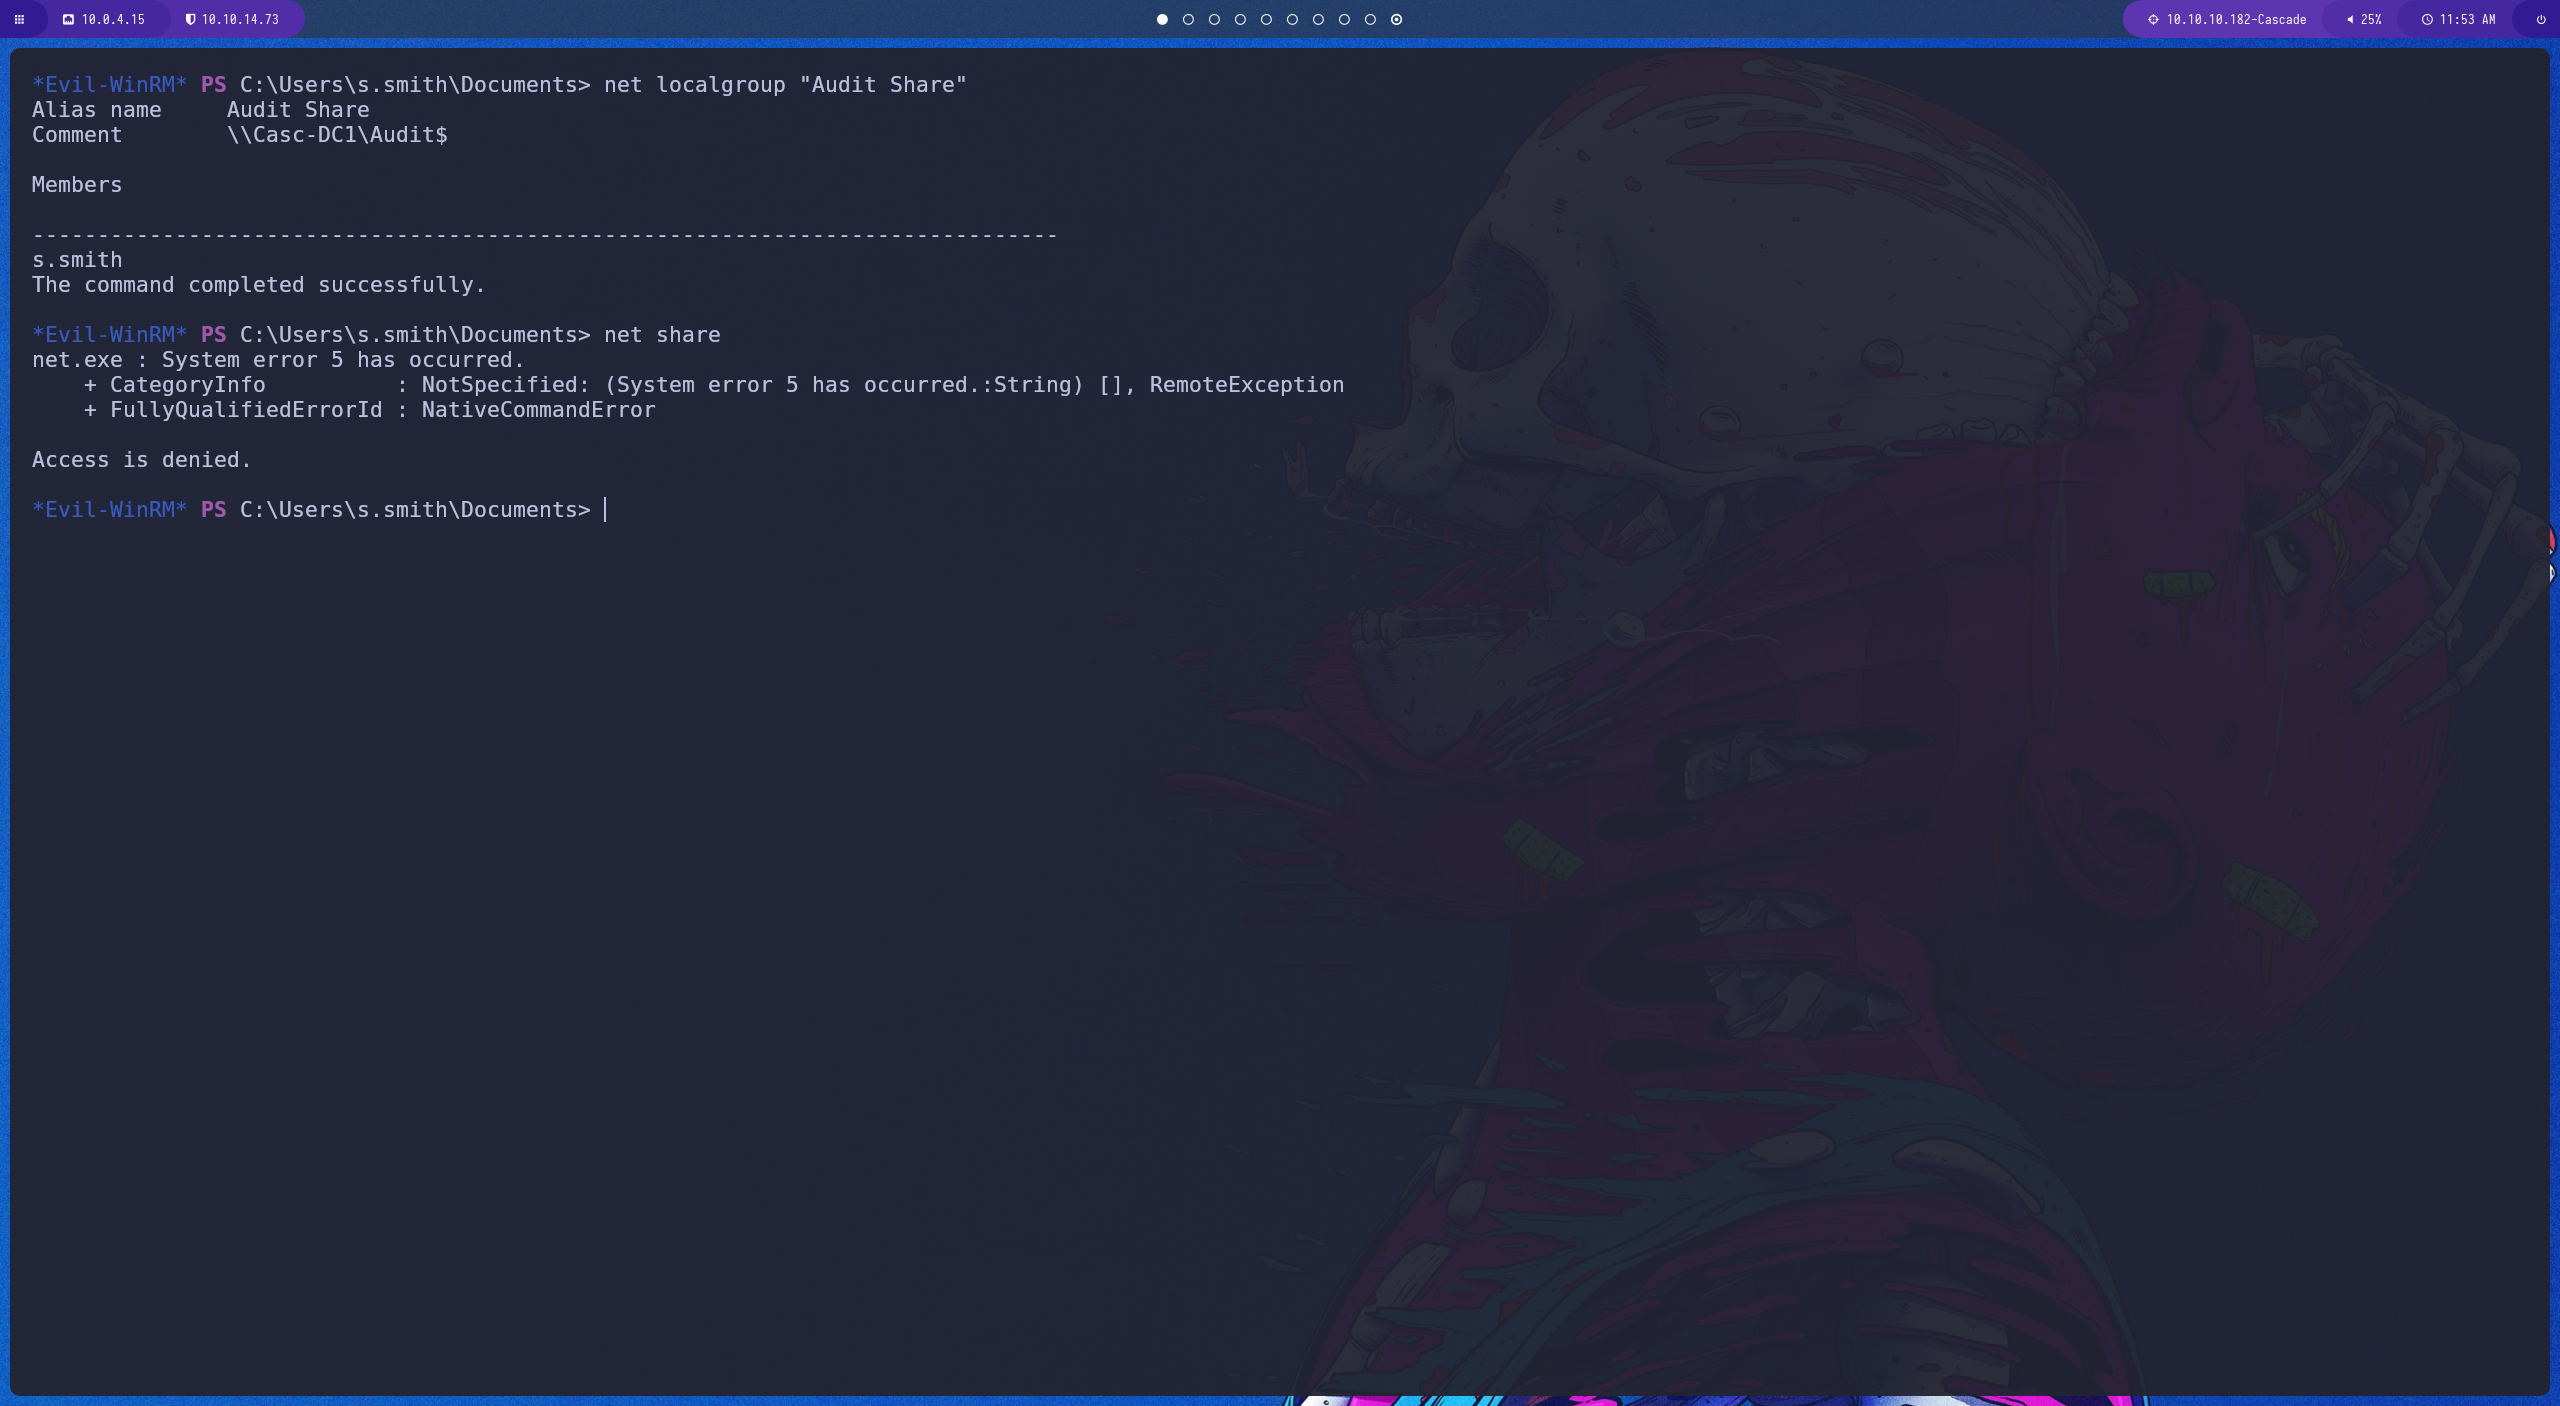 10.0.4.15 10.10.14.73 10.10.10.182-Cascade 25% 11:53 AM
*Evil-WinRM* PS C:\Users\s.smith\Documents> net localgroup "Audit Share"
Alias name     Audit Share
Comment        \\Casc-DC1\Audit$
Members
-------------------------------------------------------------------------------
s.smith
The command completed successfully.
*Evil-WinRM* PS C:\Users\s.smith\Documents> net share
net.exe : System error 5 has occurred.
    + CategoryInfo          : NotSpecified: (System error 5 has occurred.:String) [], RemoteException
    + FullyQualifiedErrorId : NativeCommandError
Access is denied.
*Evil-WinRM* PS C:\Users\s.smith\Documents>